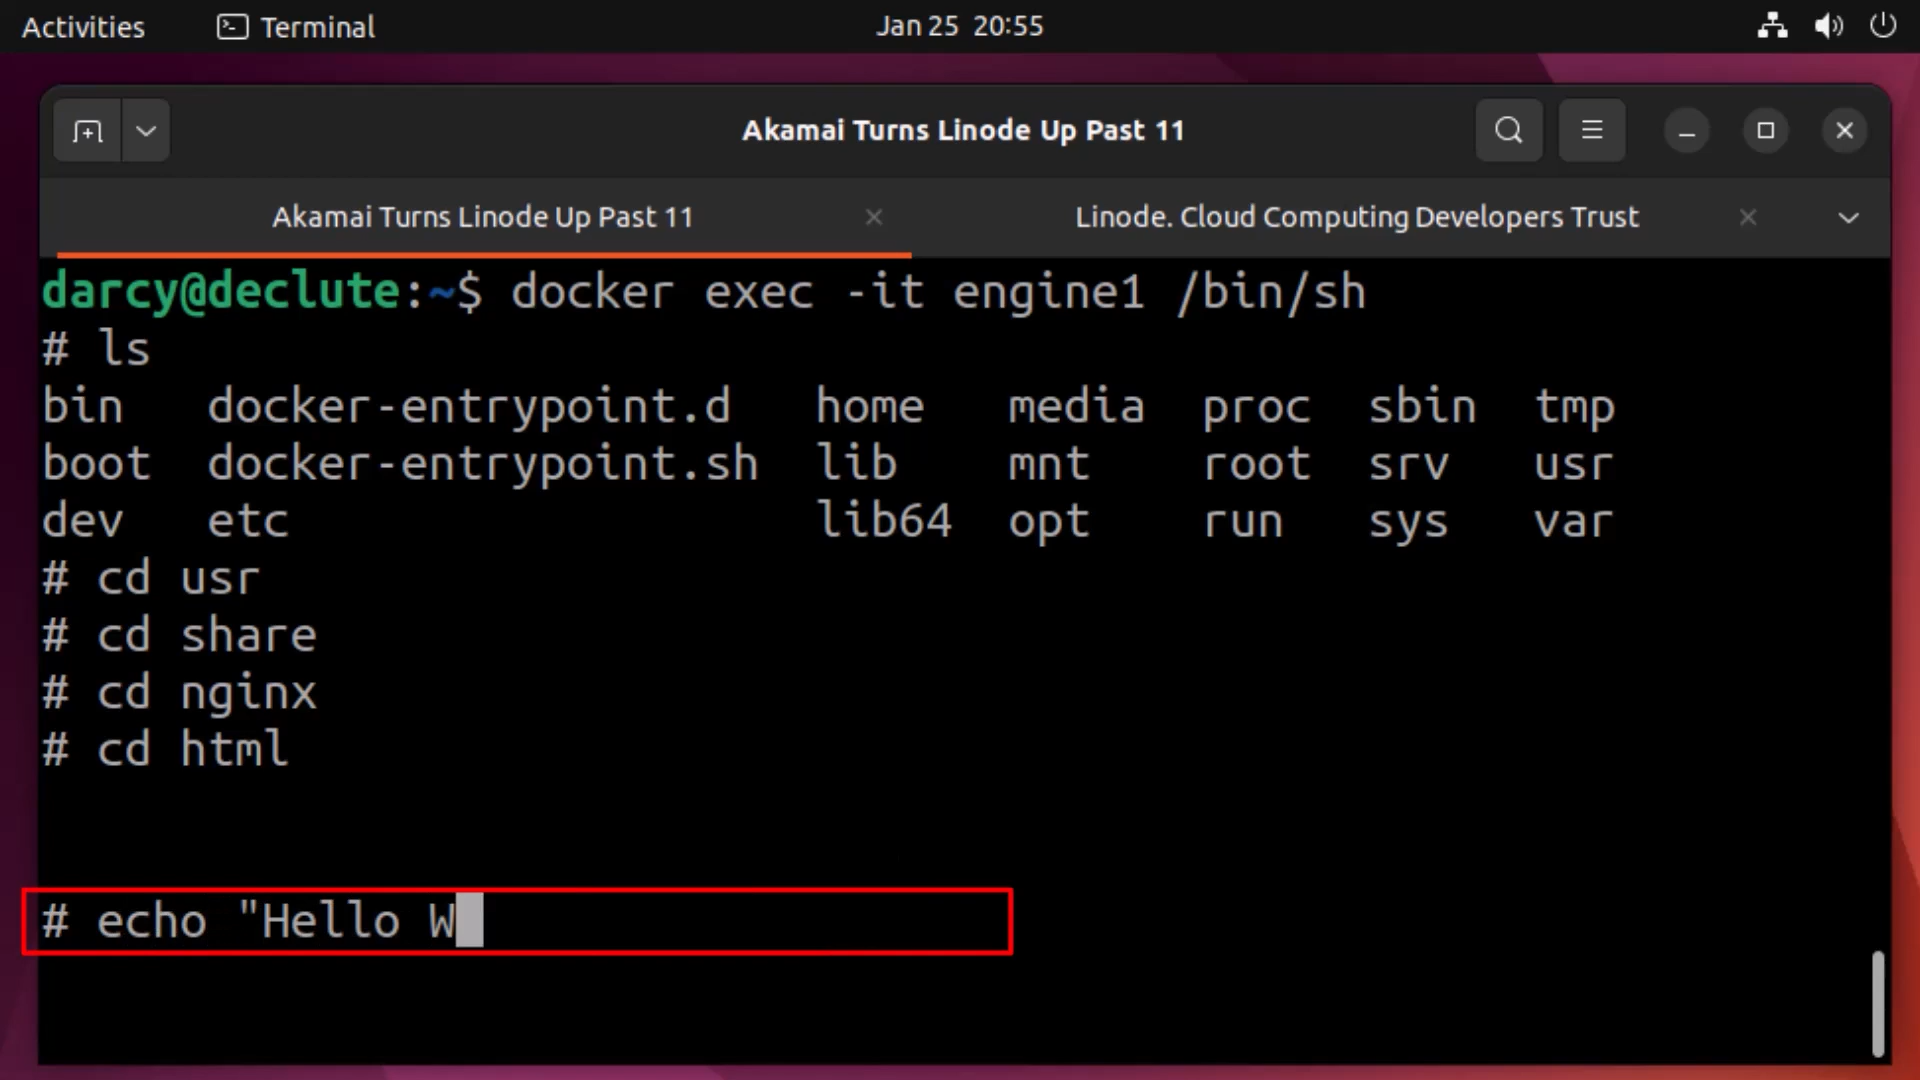 Activities Terminal Jan 25 20:55
Akamai Turns Linode Up Past 11
Akamai Turns Linode Up Past 11 Linode. Cloud Computing Developers Trust
darcy@declute:~$ docker exec -it engine1 /bin/sh
# ls
bin docker-entrypoint.d home media proc sbin tmp
boot docker-entrypoint.sh lib mnt root srv usr
dev etc lib64 opt run sys var
# cd usr
# cd share
# cd nginx
# cd html
# echo "Hello W